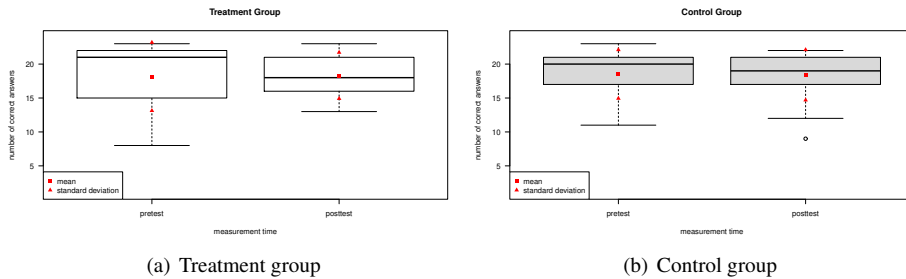 Treatment Group
number of correct answers
20
15
10
5
mean
standard deviation
pretest
posttest
measurement time
(a) Treatment group
Control Group
number of correct answers
20
15
10
5
mean
standard deviation
pretest
posttest
measurement time
(b) Control group